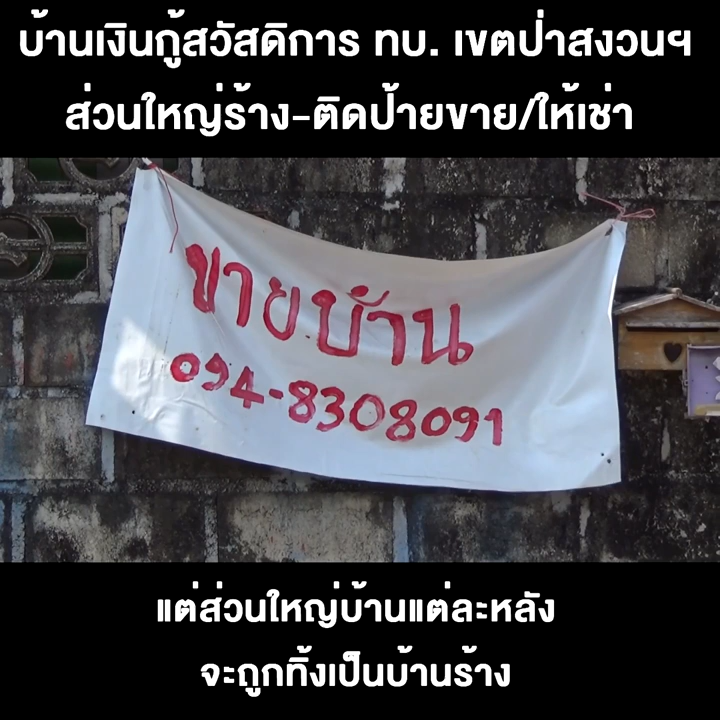 บ้านเงินกู้สวัสดิการ ทบ. เขตป่าสงวนฯ
ส่วนใหญ่ร้าง-ติดป้ายขาย/ให้เช่า
ขายบ้าน
094-8308091
แต่ส่วนใหญ่บ้านแต่ละหลัง
จะถูกทิ้งเป็นบ้านร้าง